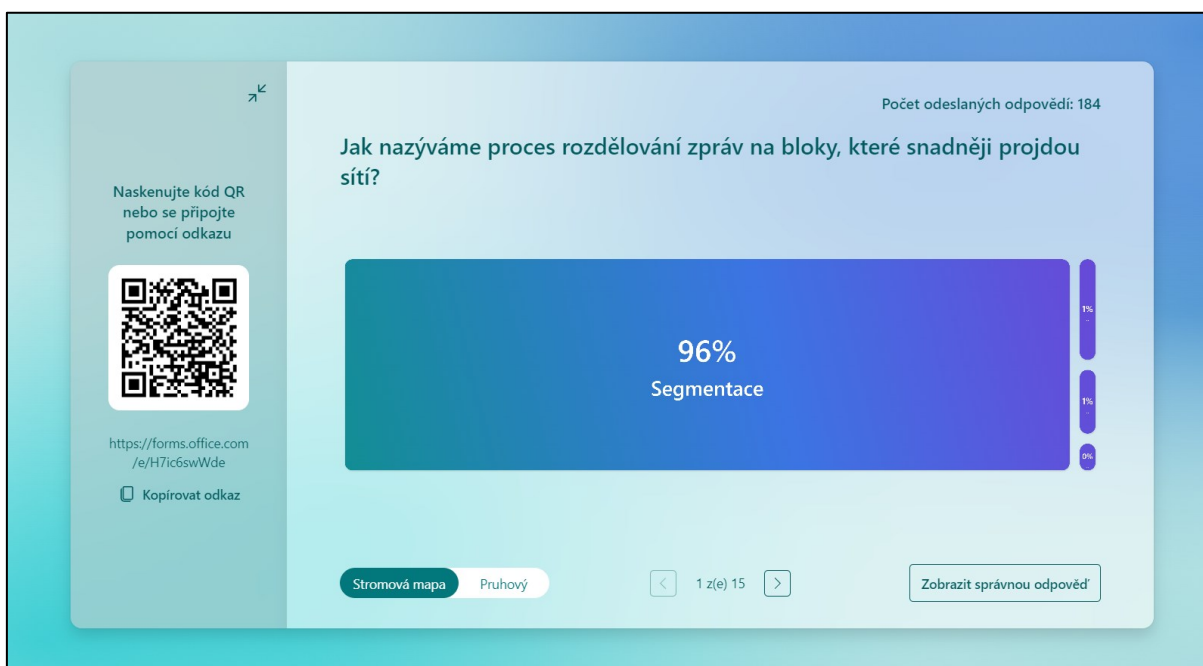 Naskenujte kód QR
nebo se připojte
pomocí odkazu
https://forms.office.com
/e/H7ic6swWde
Kopírovat odkaz
Počet odeslaných odpovědí: 184
Jak nazýváme proces rozdělování zpráv na bloky, které snadněji projdou
sítí?
96%
Segmentace
1%
1%
0%
Stromová mapa
Pruhový
1 z(e) 15
Zobrazit správnou odpověď